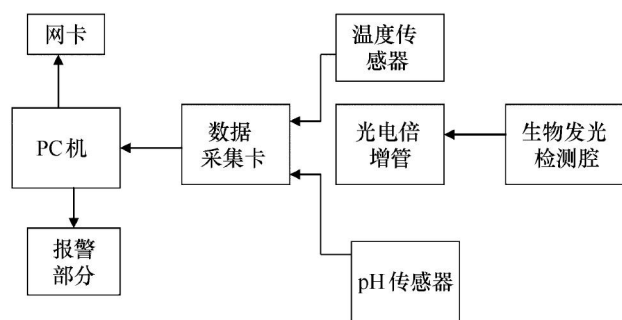 网卡
温度传
感器
PC机
数据
采集卡
光电倍
增管
生物发光
检测腔
报警
部分
pH传感器